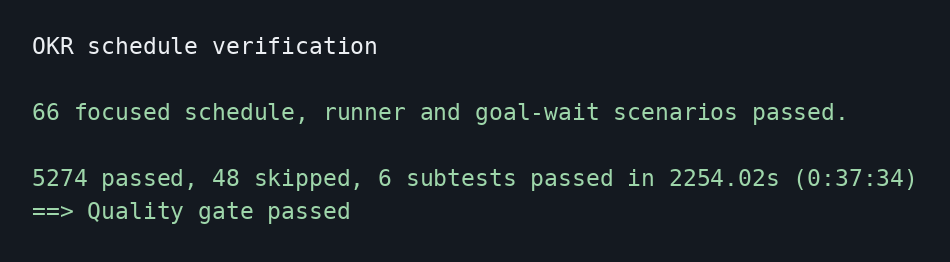 OKR schedule verification
66 focused schedule, runner and goal-wait scenarios passed.
5274 passed, 48 skipped, 6 subtests passed in 2254.02s (0:37:34)
==> Quality gate passed